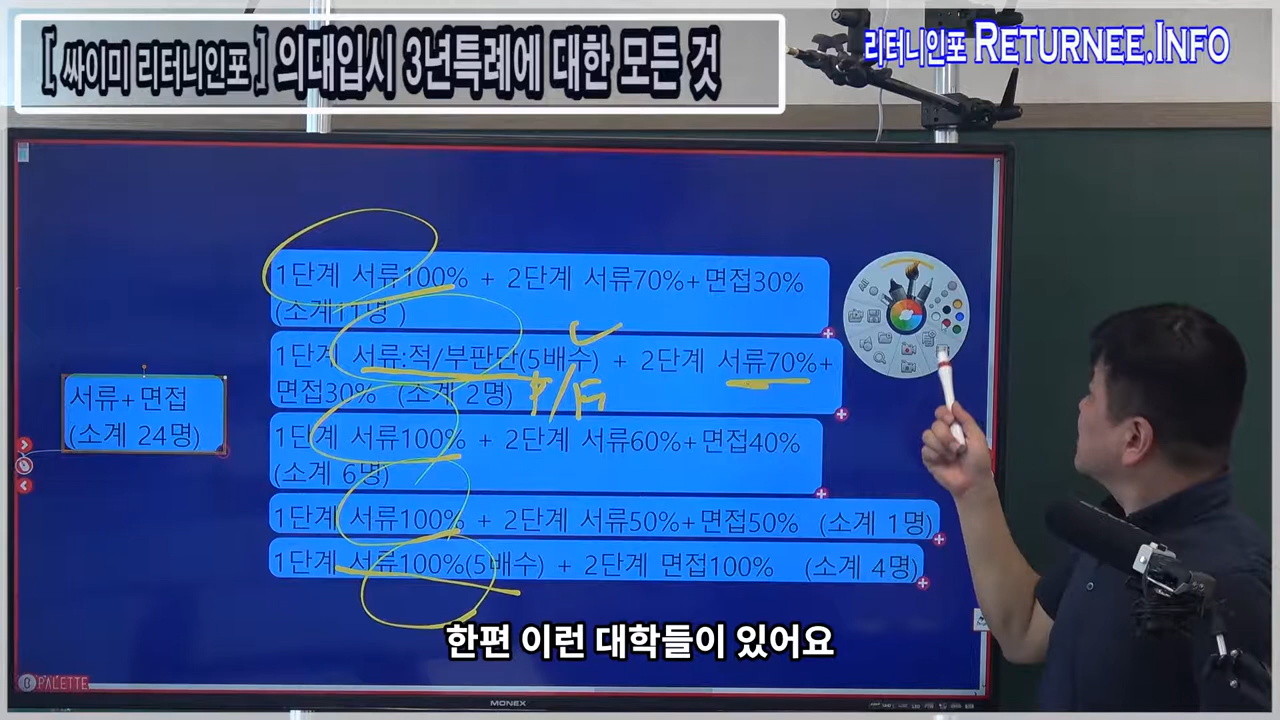 [ 싸이미 리터니인포 ] 의대입시 3년특례에 대한 모든 것
리터니인포 RETURNEE.INFO
1단계 서류100% + 2단계 서류70%+면접30%
(소계11명 )
1단계 서류:적/부판단(5배수) + 2단계 서류70%+
면접30% (소계 2명)
P/F
서류+면접
(소계 24명)
1단계 서류100% + 2단계 서류60%+면접40%
(소계 6명)
1단계 서류100% + 2단계 서류50%+면접50% (소계 1명)
1단계 서류100%(5배수) + 2단계 면접100% (소계 4명)
한편 이런 대학들이 있어요
PALETTE
MONEX